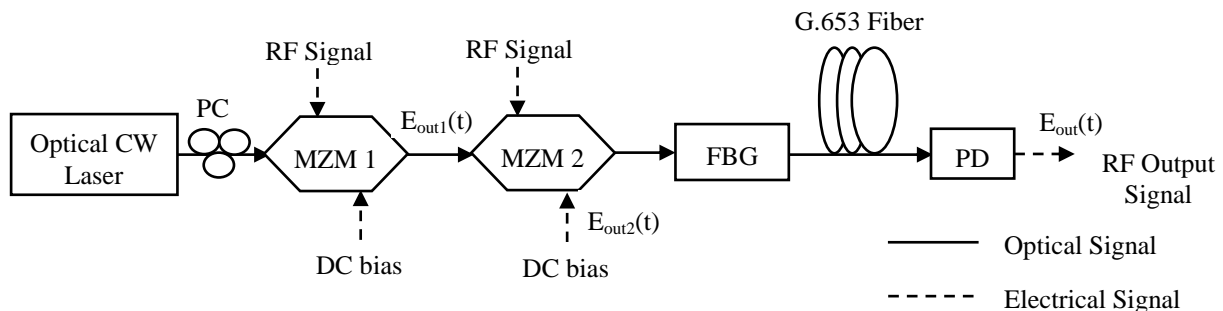 G.653 Fiber
RF Signal
RF Signal
PC
E_out1(t)
E_out(t)
Optical CW
Laser
MZM 1
MZM 2
FBG
PD
RF Output
Signal
E_out2(t)
DC bias
DC bias
Optical Signal
Electrical Signal